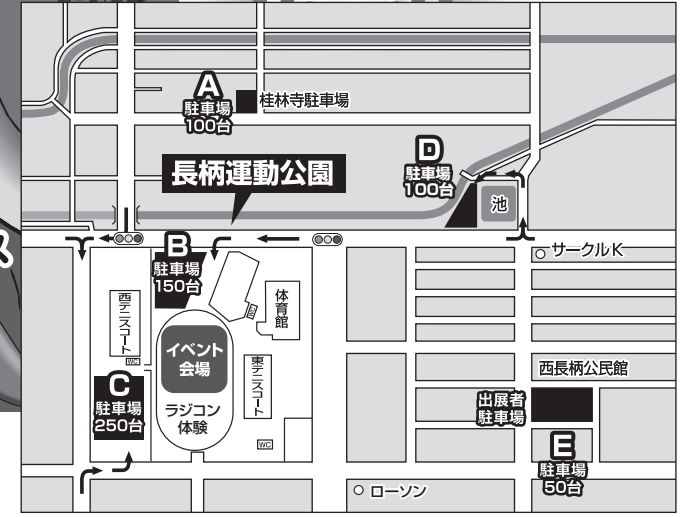 A
駐車場
100台
桂林寺駐車場
D
駐車場
100台
長柄運動公園
池
B
駐車場
150台
サークルK
体育館
WC
西テニスコート
WC
イベント
会場
東テニスコート
西長柄公民館
C
駐車場
250台
ラジコン
体験
WC
出展者
駐車場
E
駐車場
50台
ローソン